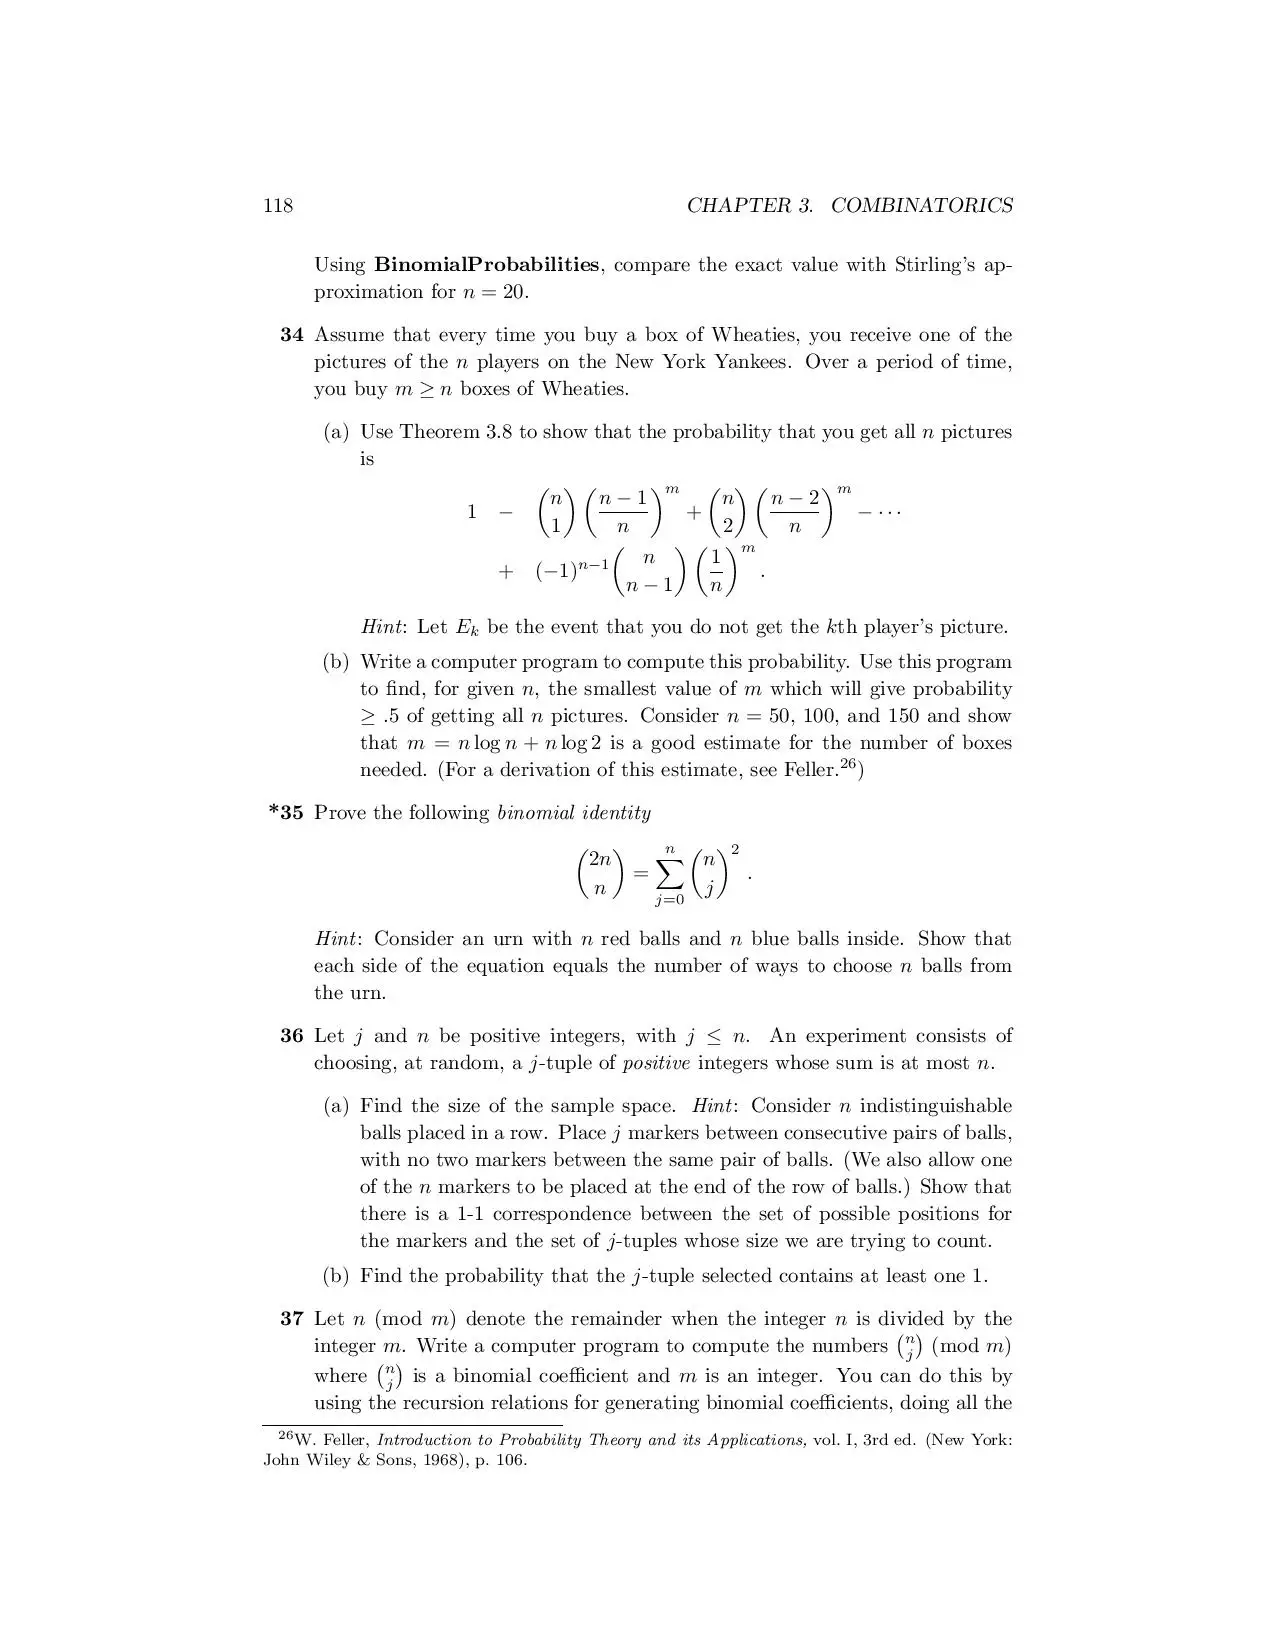 118 CHAPTER 3. COMBINATORICS
Using BinomialProbabilities, compare the exact value with Stirling's ap-
proximation for n = 20.
34 Assume that every time you buy a box of Wheaties, you receive one of the
pictures of the n players on the New York Yankees. Over a period of time,
you buy m ≥ n boxes of Wheaties.
(a) Use Theorem 3.8 to show that the probability that you get all n pictures
is
1 − \binom{n}{1} \left(\frac{n-1}{n}\right)^m + \binom{n}{2} \left(\frac{n-2}{n}\right)^m − ⋯
+ (−1)^{n−1} \binom{n}{n-1} \left(\frac{1}{n}\right)^m .
Hint: Let E_k be the event that you do not get the kth player's picture.
(b) Write a computer program to compute this probability. Use this program
to find, for given n, the smallest value of m which will give probability
≥ .5 of getting all n pictures. Consider n = 50, 100, and 150 and show
that m = n log n + n log 2 is a good estimate for the number of boxes
needed. (For a derivation of this estimate, see Feller.²⁶)
*35 Prove the following binomial identity
\binom{2n}{n} = \sum_{j=0}^{n} \binom{n}{j}^2 .
Hint: Consider an urn with n red balls and n blue balls inside. Show that
each side of the equation equals the number of ways to choose n balls from
the urn.
36 Let j and n be positive integers, with j ≤ n. An experiment consists of
choosing, at random, a j-tuple of positive integers whose sum is at most n.
(a) Find the size of the sample space. Hint: Consider n indistinguishable
balls placed in a row. Place j markers between consecutive pairs of balls,
with no two markers between the same pair of balls. (We also allow one
of the n markers to be placed at the end of the row of balls.) Show that
there is a 1-1 correspondence between the set of possible positions for
the markers and the set of j-tuples whose size we are trying to count.
(b) Find the probability that the j-tuple selected contains at least one 1.
37 Let n (mod m) denote the remainder when the integer n is divided by the
integer m. Write a computer program to compute the numbers \binom{n}{j} (mod m)
where \binom{n}{j} is a binomial coefficient and m is an integer. You can do this by
using the recursion relations for generating binomial coefficients, doing all the
²⁶W. Feller, Introduction to Probability Theory and its Applications, vol. I, 3rd ed. (New York:
John Wiley & Sons, 1968), p. 106.